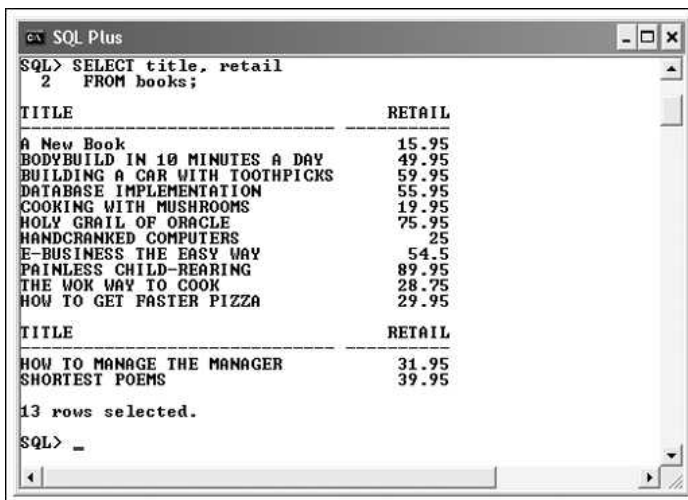 SQL Plus
SQL> SELECT title, retail
2 FROM books;
TITLE RETAIL
------------------------------ ----------
A New Book 15.95
BODYBUILD IN 10 MINUTES A DAY 49.95
BUILDING A CAR WITH TOOTHPICKS 59.95
DATABASE IMPLEMENTATION 55.95
COOKING WITH MUSHROOMS 19.95
HOLY GRAIL OF ORACLE 75.95
HANDCRANKED COMPUTERS 25
E-BUSINESS THE EASY WAY 54.5
PAINLESS CHILD-REARING 89.95
THE WOK WAY TO COOK 28.75
HOW TO GET FASTER PIZZA 29.95
TITLE RETAIL
------------------------------ ----------
HOW TO MANAGE THE MANAGER 31.95
SHORTEST POEMS 39.95
13 rows selected.
SQL> _